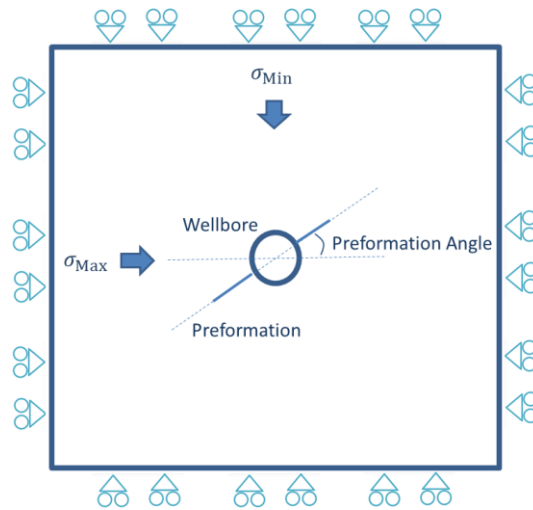 σMin
Wellbore
Preformation Angle
σMax
Preformation